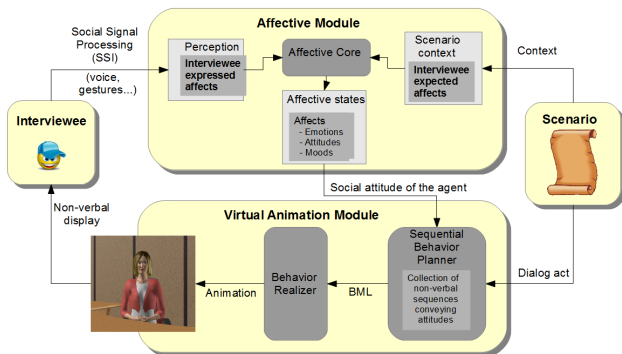 Affective Module
Social Signal
Processing
(SSI)
(voice,
gestures...)
Perception
Interviewee
expressed
affects
Affective Core
Scenario
context
Interviewee
expected
affects
Context
Affective states
Affects
- Emotions
- Attitudes
- Moods
Interviewee
Scenario
Social attitude of the agent
Non-verbal
display
Virtual Animation Module
Sequential
Behavior
Planner
Collection of
non-verbal
sequences
conveying
attitudes
Behavior
Realizer
Animation
BML
Dialog act